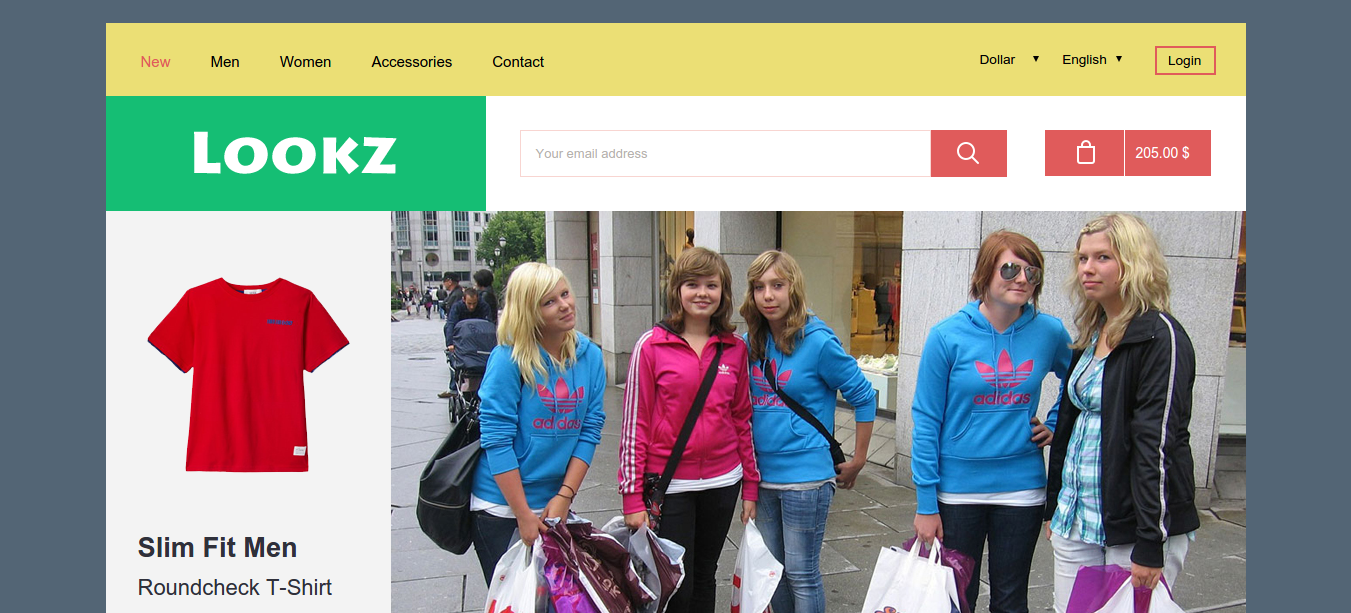 New Men Women Accessories Contact Dollar ▼ English ▼ Login
Lookz
Your email address
205.00 $
adidas
adidas
adidas
Slim Fit Men
Roundcheck T-Shirt